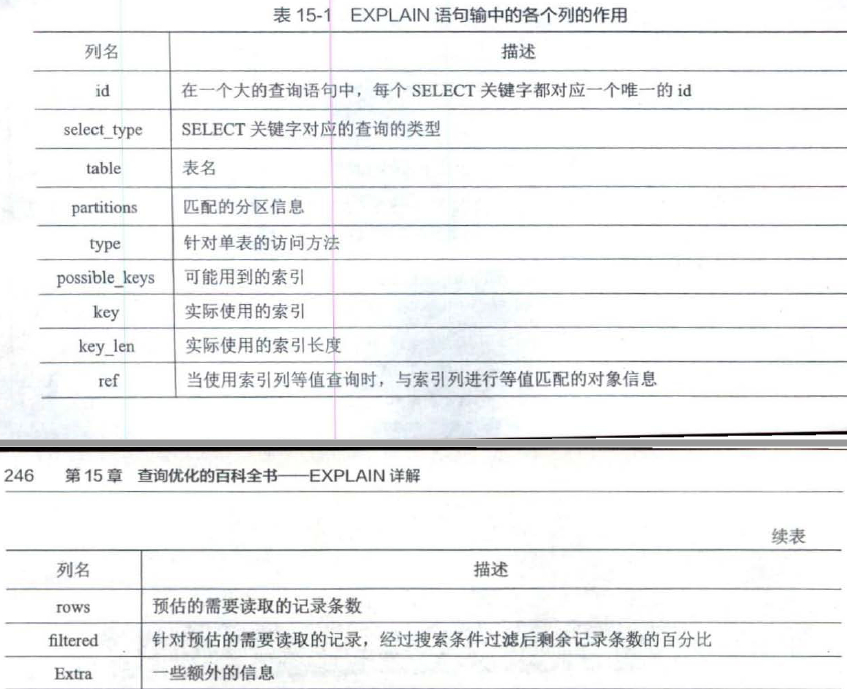 表 15-1 EXPLAIN 语句输中的各个列的作用
列名 描述
id 在一个大的查询语句中，每个 SELECT 关键字都对应一个唯一的 id
select_type SELECT 关键字对应的查询的类型
table 表名
partitions 匹配的分区信息
type 针对单表的访问方法
possible_keys 可能用到的索引
key 实际使用的索引
key_len 实际使用的索引长度
ref 当使用索引列等值查询时，与索引列进行等值匹配的对象信息
246 第 15 章 查询优化的百科全书——EXPLAIN 详解
续表
列名 描述
rows 预估的需要读取的记录条数
filtered 针对预估的需要读取的记录，经过搜索条件过滤后剩余记录条数的百分比
Extra 一些额外的信息